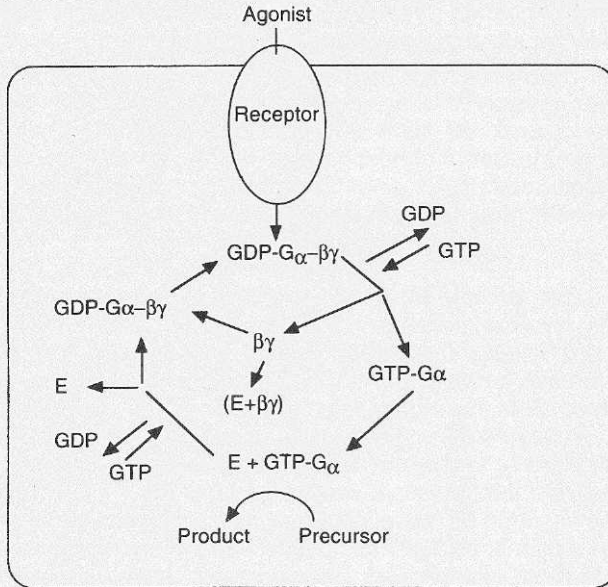 Agonist
Receptor
GDP
GDP-Gα–βγ
GTP
GDP-Gα–βγ
βγ
GTP-Gα
E
(E+βγ)
GDP
GTP
E + GTP-Gα
Product
Precursor